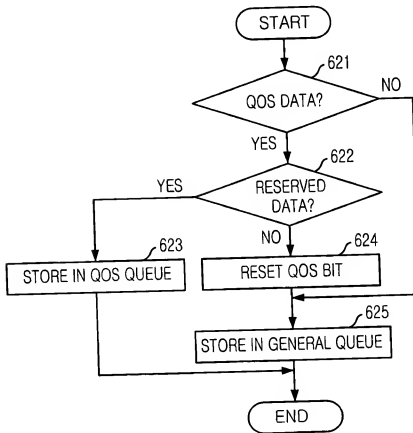 START
621
QOS DATA?
NO
YES
622
RESERVED
DATA?
YES
NO
623
STORE IN QOS QUEUE
624
RESET QOS BIT
625
STORE IN GENERAL QUEUE
END